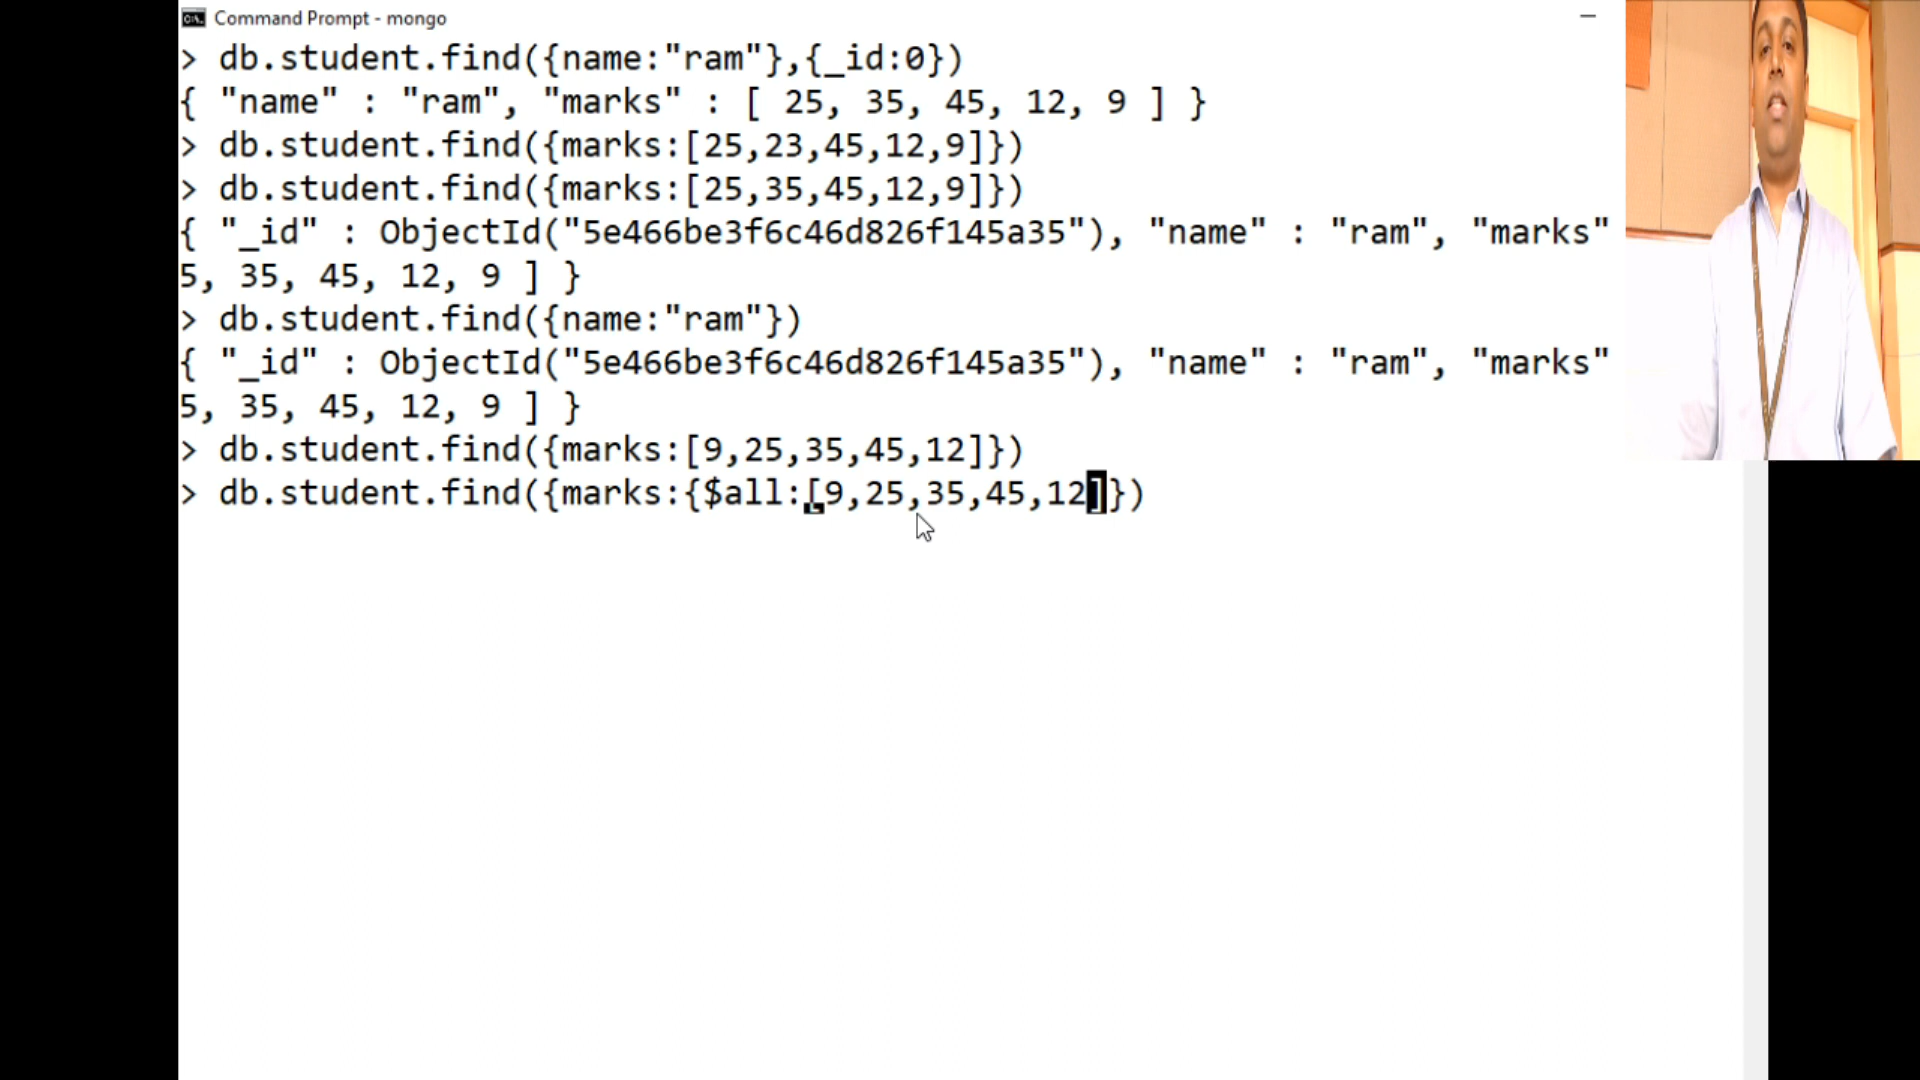 Command Prompt - mongo
> db.student.find({name:"ram"},{_id:0})
{ "name" : "ram", "marks" : [ 25, 35, 45, 12, 9 ] }
> db.student.find({marks:[25,23,45,12,9]})
> db.student.find({marks:[25,35,45,12,9]})
{ "_id" : ObjectId("5e466be3f6c46d826f145a35"), "name" : "ram", "marks"
5, 35, 45, 12, 9 ] }
> db.student.find({name:"ram"})
{ "_id" : ObjectId("5e466be3f6c46d826f145a35"), "name" : "ram", "marks"
5, 35, 45, 12, 9 ] }
> db.student.find({marks:[9,25,35,45,12]})
> db.student.find({marks:{$all:[9,25,35,45,12]})